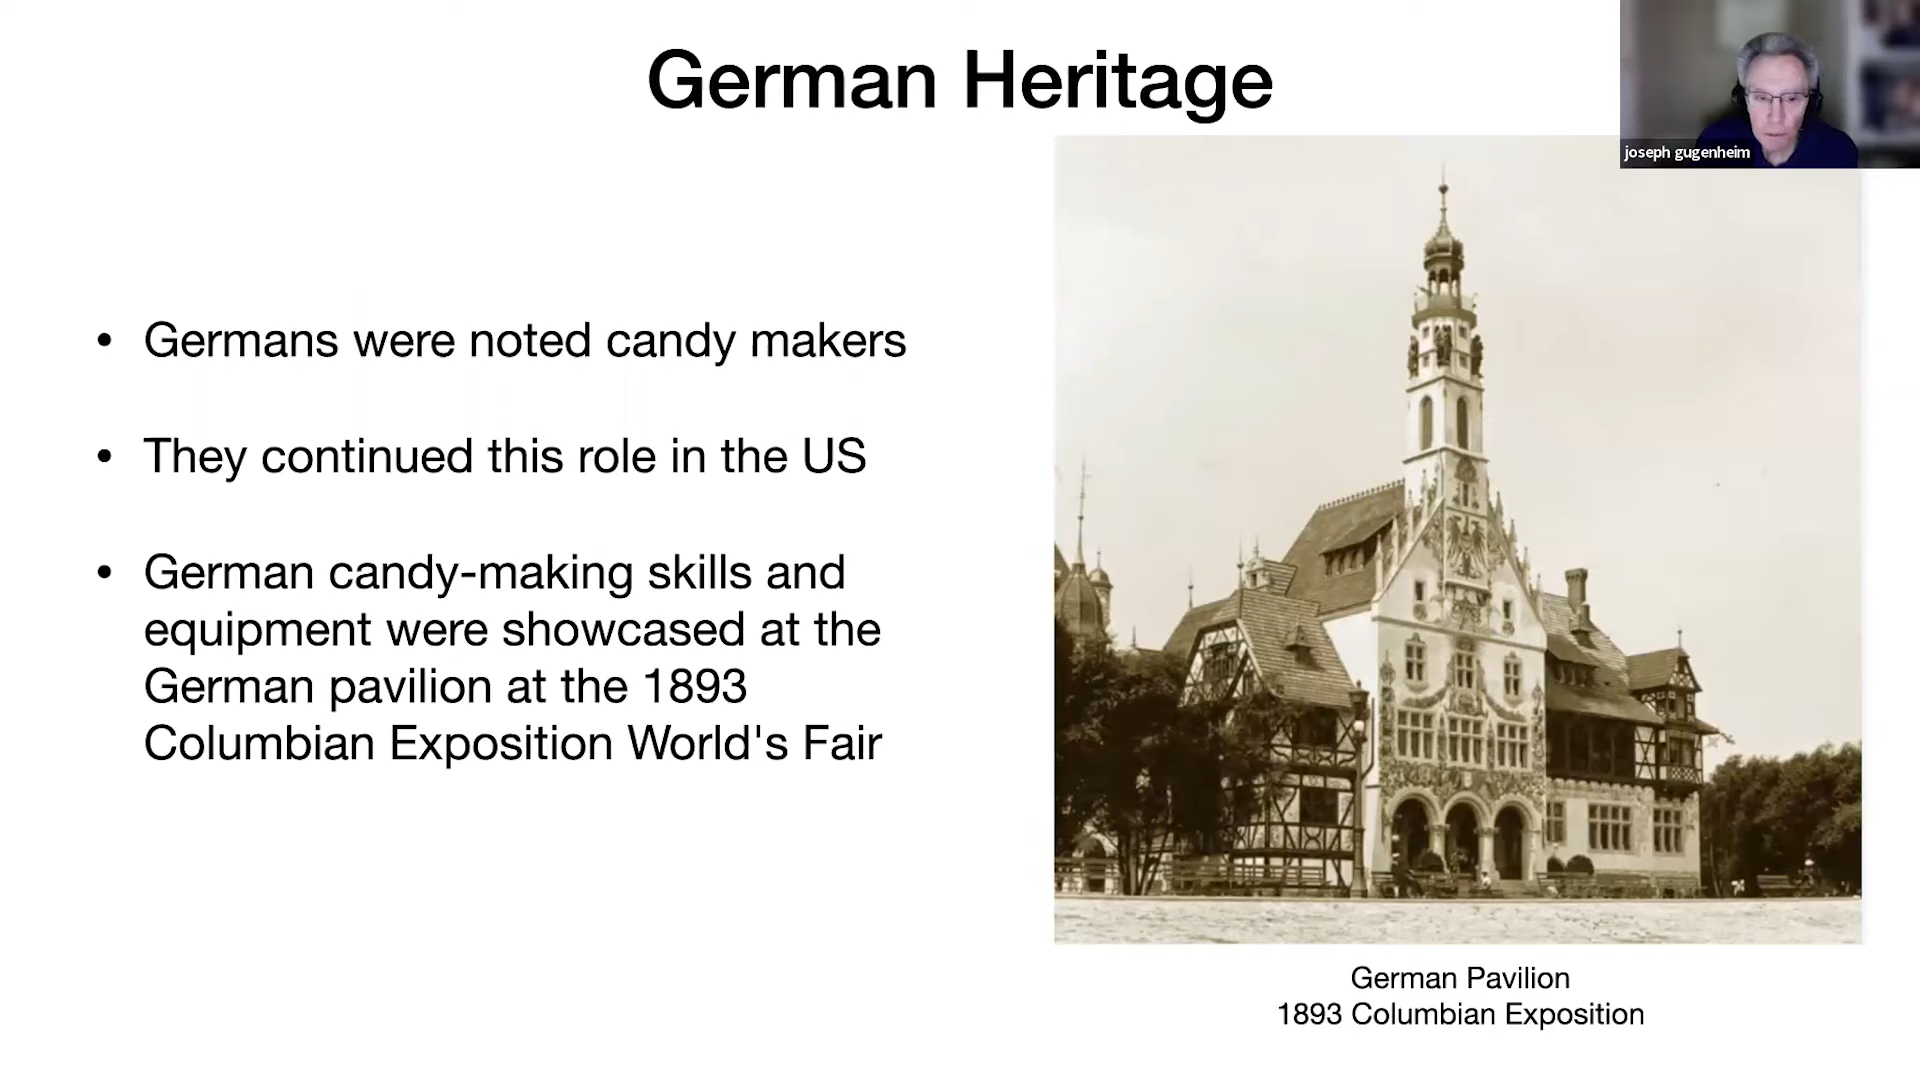 German Heritage
joseph gugenheim
• Germans were noted candy makers
• They continued this role in the US
• German candy-making skills and
equipment were showcased at the
German pavilion at the 1893
Columbian Exposition World's Fair
German Pavilion
1893 Columbian Exposition